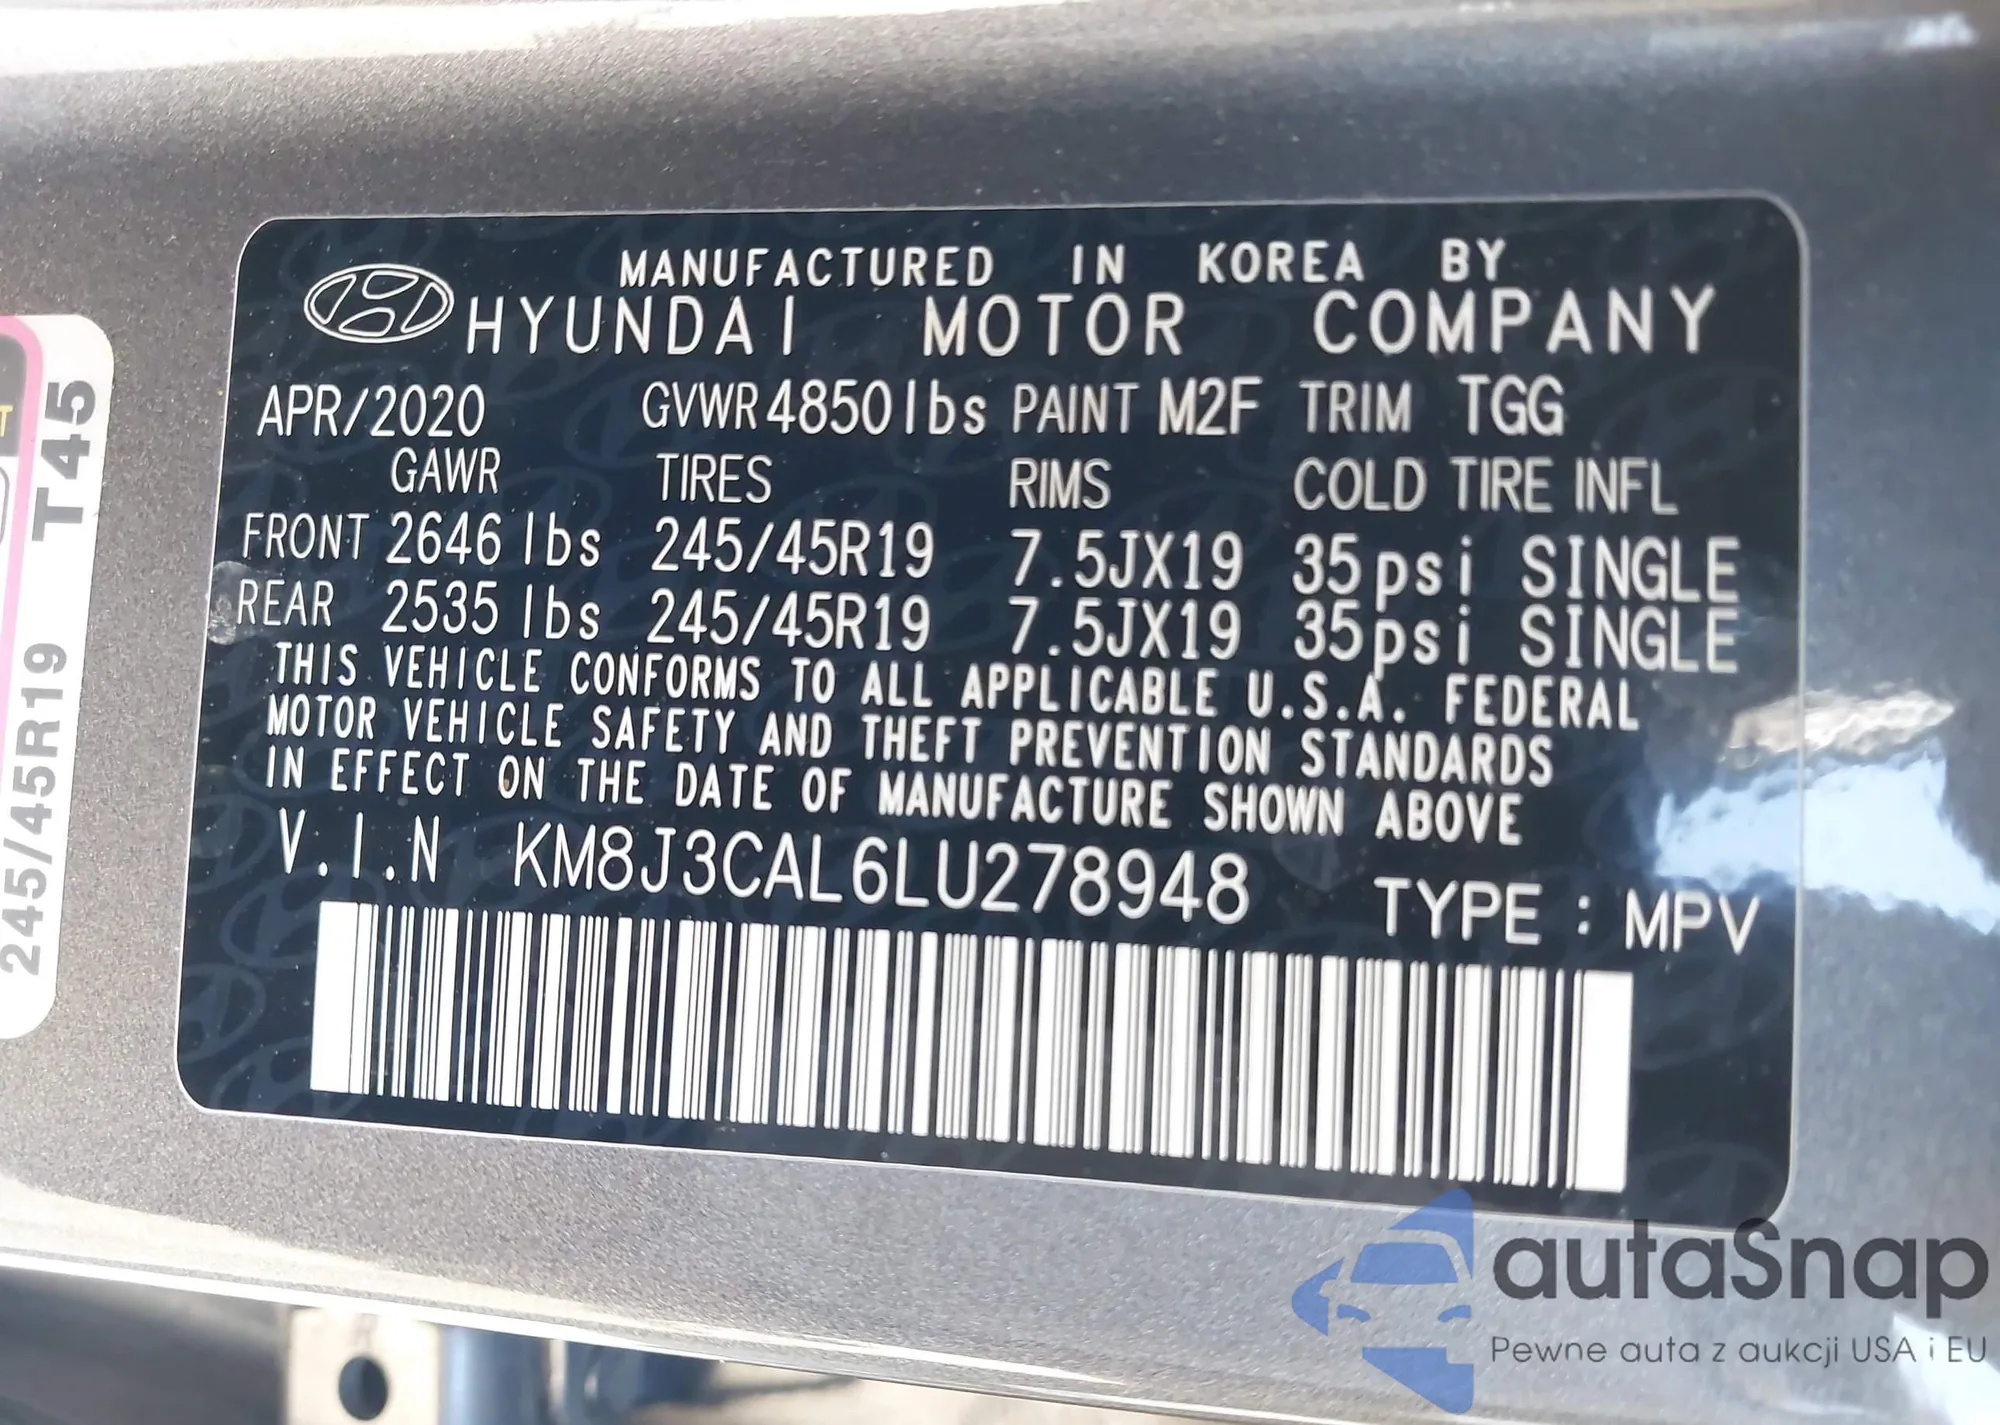 MANUFACTURED IN KOREA BY
HYUNDAI MOTOR COMPANY
APR/2020 GVWR 4850lbs PAINT M2F TRIM TGG
GAWR TIRES RIMS COLD TIRE INFL
FRONT 2646 lbs 245/45R19 7.5JX19 35psi SINGLE
REAR 2535 lbs 245/45R19 7.5JX19 35psi SINGLE
THIS VEHICLE CONFORMS TO ALL APPLICABLE U.S.A. FEDERAL
MOTOR VEHICLE SAFETY AND THEFT PREVENTION STANDARDS
IN EFFECT ON THE DATE OF MANUFACTURE SHOWN ABOVE
V.I.N KM8J3CAL6LU278948 TYPE : MPV
245/45R19 T45
autaSnap
Pewne auta z aukcji USA i EU